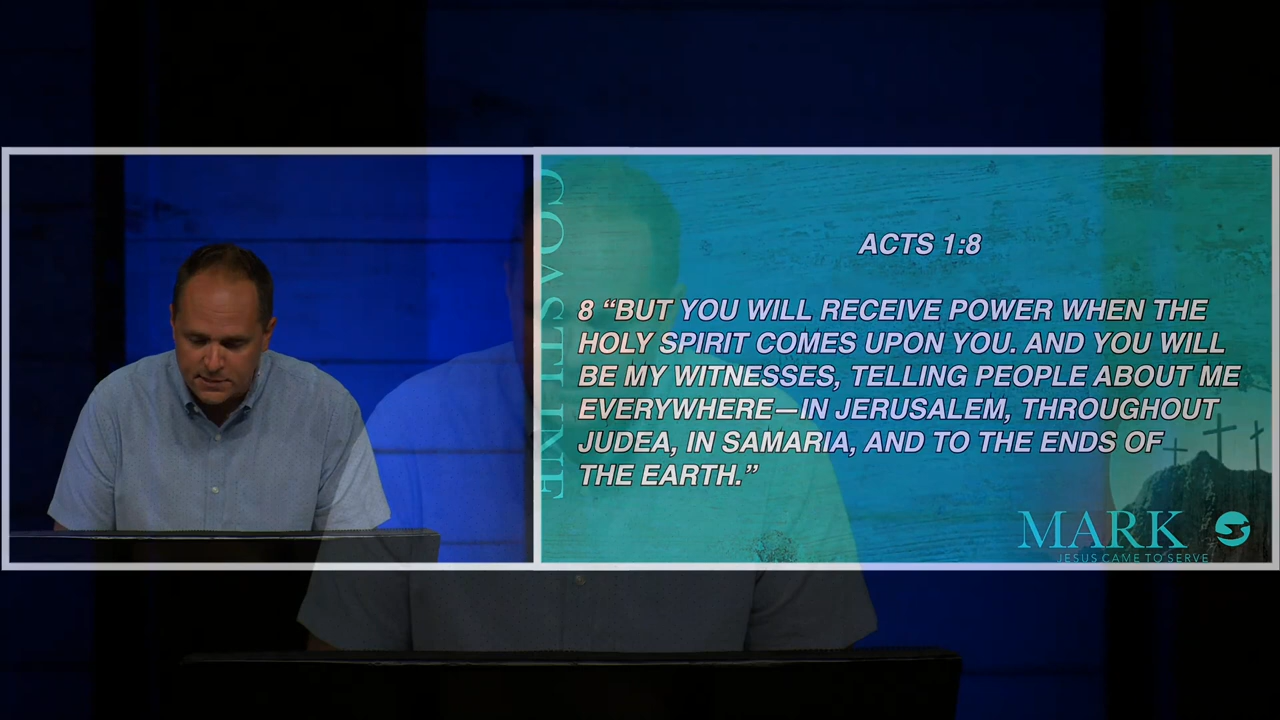 COASTLINE
ACTS 1:8
8 “BUT YOU WILL RECEIVE POWER WHEN THE
HOLY SPIRIT COMES UPON YOU. AND YOU WILL
BE MY WITNESSES, TELLING PEOPLE ABOUT ME
EVERYWHERE—IN JERUSALEM, THROUGHOUT
JUDEA, IN SAMARIA, AND TO THE ENDS OF
THE EARTH.”
MARK
JESUS CAME TO SERVE